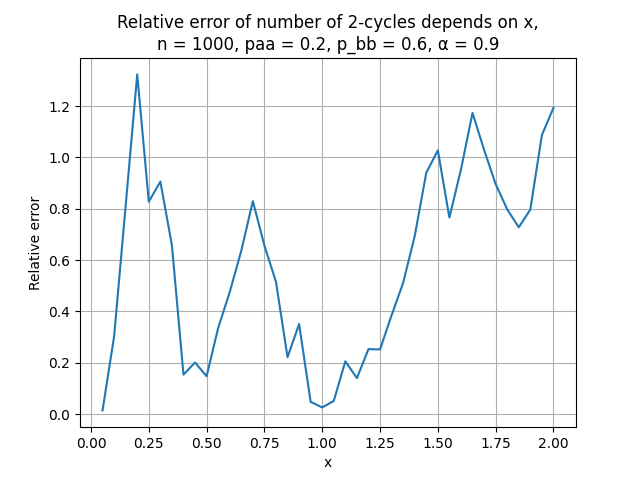 Relative error of number of 2-cycles depends on x,
n = 1000, paa = 0.2, p_bb = 0.6, α = 0.9
Relative error
1.2
1.0
0.8
0.6
0.4
0.2
0.0
0.00 0.25 0.50 0.75 1.00 1.25 1.50 1.75 2.00
x